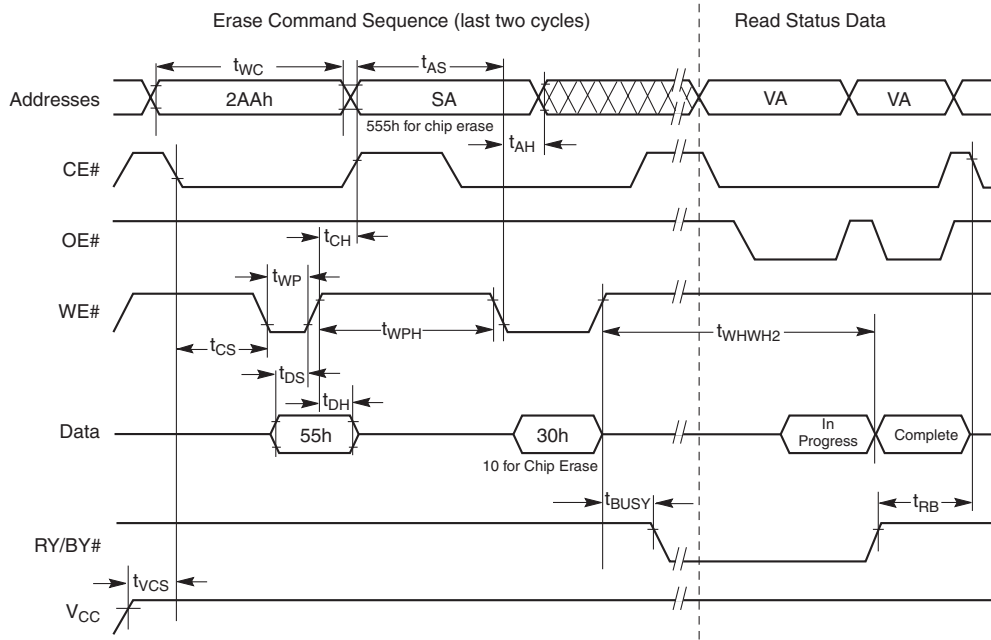 Erase Command Sequence (last two cycles)
Read Status Data
tWC
tAS
Addresses
2AAh
SA
VA
VA
555h for chip erase
tAH
CE#
OE#
tCH
tWP
WE#
tWPH
tWHWH2
tCS
tDS
tDH
Data
55h
30h
In
Progress
Complete
10 for Chip Erase
tBUSY
tRB
RY/BY#
tVCS
VCC